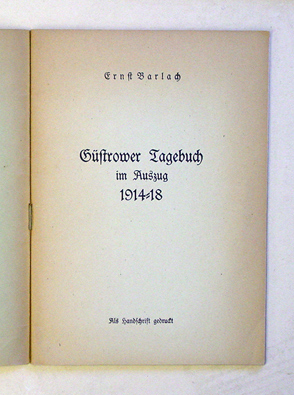 Ernst Barlach
Güstrower Tagebuch
im Auszug
1914-18
Als Handschrift gedruckt